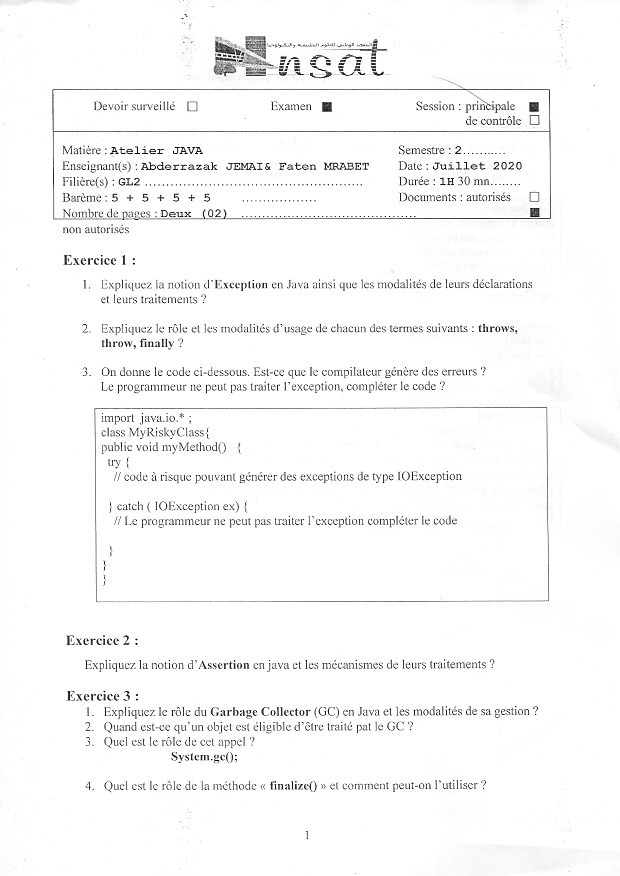 المعهد الوطني للعلوم التطبيقية والتكنولوجيا
Insat
Devoir surveillé □ Examen ■ Session : principale ■
de contrôle □
Matière : Atelier JAVA Semestre : 2...........
Enseignant(s) : Abderrazak JEMAI& Faten MRABET Date : Juillet 2020
Filière(s) : GL2 ...................................................... Durée : 1H 30 mn........
Barème : 5 + 5 + 5 + 5 .................. Documents : autorisés □
Nombre de pages : Deux (02) ........................................... ■
non autorisés
Exercice 1 :
1. Expliquez la notion d'Exception en Java ainsi que les modalités de leurs déclarations
et leurs traitements ?
2. Expliquez le rôle et les modalités d'usage de chacun des termes suivants : throws,
throw, finally ?
3. On donne le code ci-dessous. Est-ce que le compilateur génère des erreurs ?
Le programmeur ne peut pas traiter l'exception, compléter le code ?
import java.io.* ;
class MyRiskyClass{
public void myMethod() {
try {
// code à risque pouvant générer des exceptions de type IOException
} catch ( IOException ex) {
// Le programmeur ne peut pas traiter l'exception compléter le code
}
}
}
Exercice 2 :
Expliquez la notion d'Assertion en java et les mécanismes de leurs traitements ?
Exercice 3 :
1. Expliquez le rôle du Garbage Collector (GC) en Java et les modalités de sa gestion ?
2. Quand est-ce qu'un objet est éligible d'être traité pat le GC ?
3. Quel est le rôle de cet appel ?
System.gc();
4. Quel est le rôle de la méthode « finalize() » et comment peut-on l'utiliser ?
1